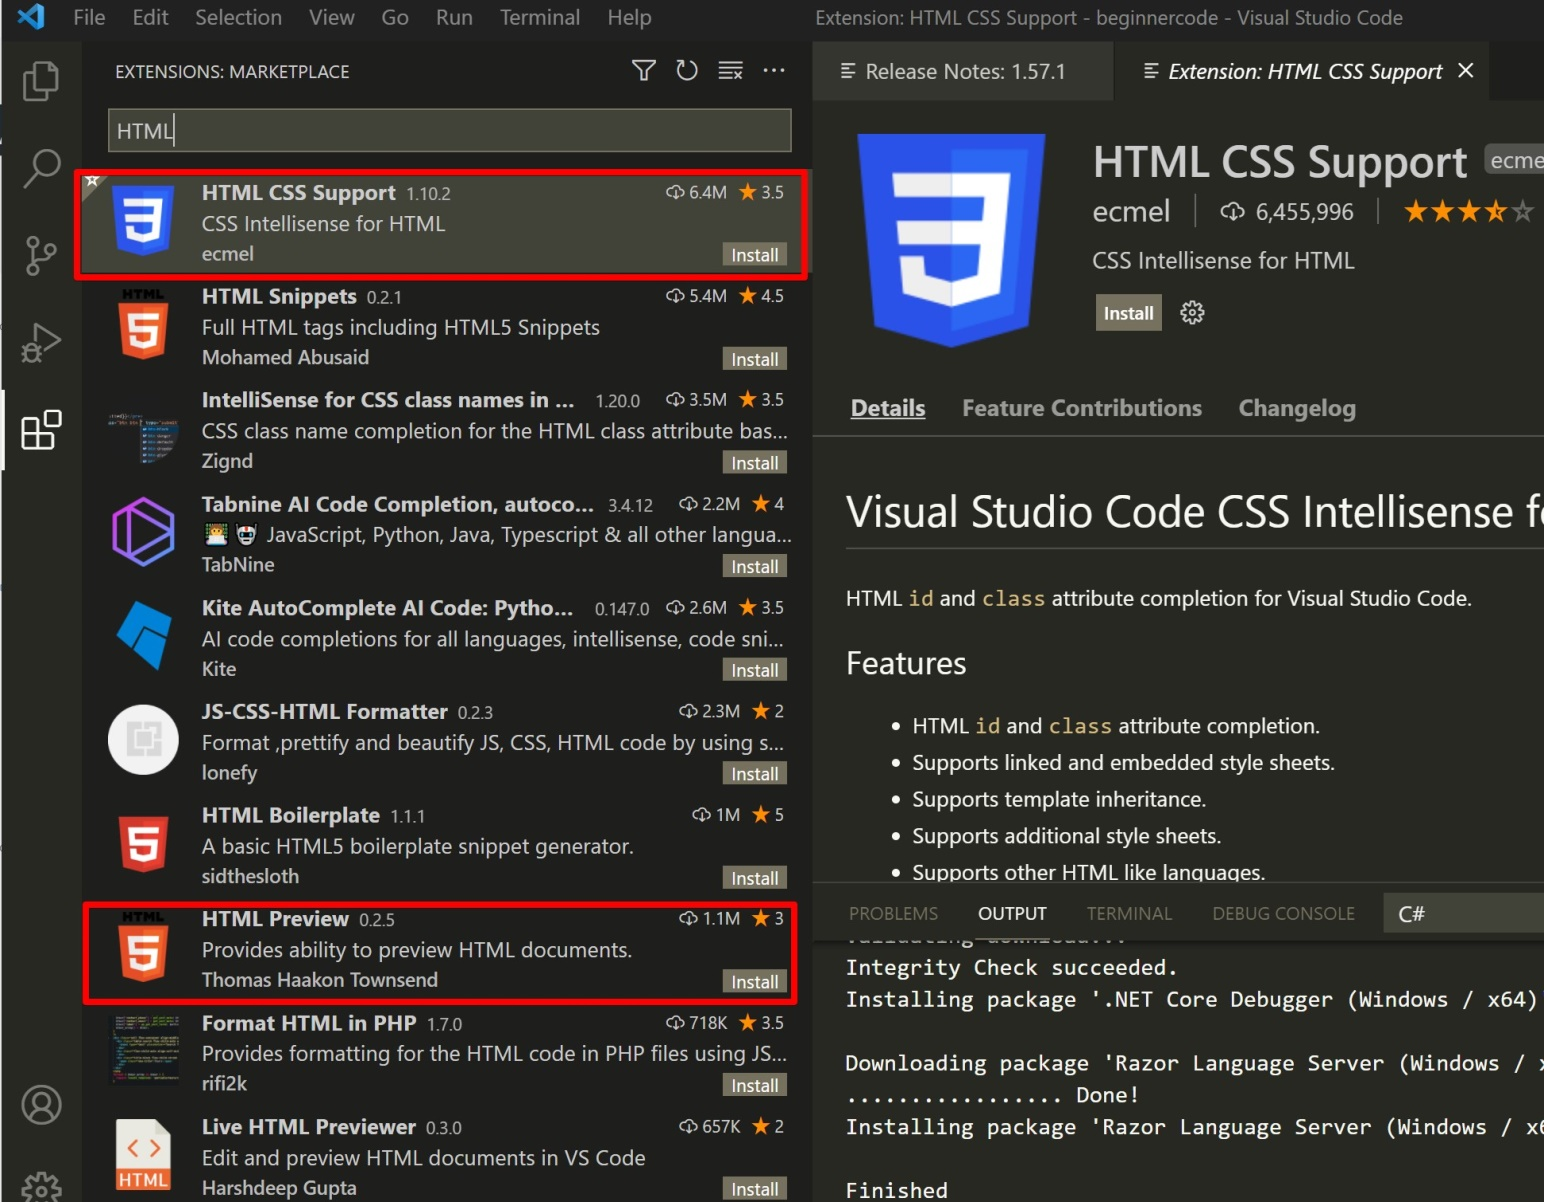 File Edit Selection View Go Run Terminal Help
Extension: HTML CSS Support - beginnercode - Visual Studio Code
EXTENSIONS: MARKETPLACE
HTML
HTML CSS Support 1.10.2 6.4M 3.5
CSS Intellisense for HTML
ecmel Install
HTML Snippets 0.2.1 5.4M 4.5
Full HTML tags including HTML5 Snippets
Mohamed Abusaid Install
IntelliSense for CSS class names in ... 1.20.0 3.5M 3.5
CSS class name completion for the HTML class attribute bas...
Zignd Install
Tabnine AI Code Completion, autoco... 3.4.12 2.2M 4
JavaScript, Python, Java, Typescript & all other langua...
TabNine Install
Kite AutoComplete AI Code: Pytho... 0.147.0 2.6M 3.5
AI code completions for all languages, intellisense, code sni...
Kite Install
JS-CSS-HTML Formatter 0.2.3 2.3M 2
Format ,prettify and beautify JS, CSS, HTML code by using s...
lonefy Install
HTML Boilerplate 1.1.1 1M 5
A basic HTML5 boilerplate snippet generator.
sidthesloth Install
HTML Preview 0.2.5 1.1M 3
Provides ability to preview HTML documents.
Thomas Haakon Townsend Install
Format HTML in PHP 1.7.0 718K 3.5
Provides formatting for the HTML code in PHP files using JS...
rifi2k Install
Live HTML Previewer 0.3.0 657K 2
Edit and preview HTML documents in VS Code
Harshdeep Gupta Install
HTML
5
HTML
5
5
HTML
5
HTML
Release Notes: 1.57.1
Extension: HTML CSS Support
HTML CSS Support ecme
ecmel 6,455,996
CSS Intellisense for HTML
Install
Details Feature Contributions Changelog
Visual Studio Code CSS Intellisense fo
HTML id and class attribute completion for Visual Studio Code.
Features
• HTML id and class attribute completion.
• Supports linked and embedded style sheets.
• Supports template inheritance.
• Supports additional style sheets.
• Supports other HTML like languages.
PROBLEMS OUTPUT TERMINAL DEBUG CONSOLE C#
Validating download...
Integrity Check succeeded.
Installing package '.NET Core Debugger (Windows / x64)'
Downloading package 'Razor Language Server (Windows / x
................. Done!
Installing package 'Razor Language Server (Windows / x6
Finished